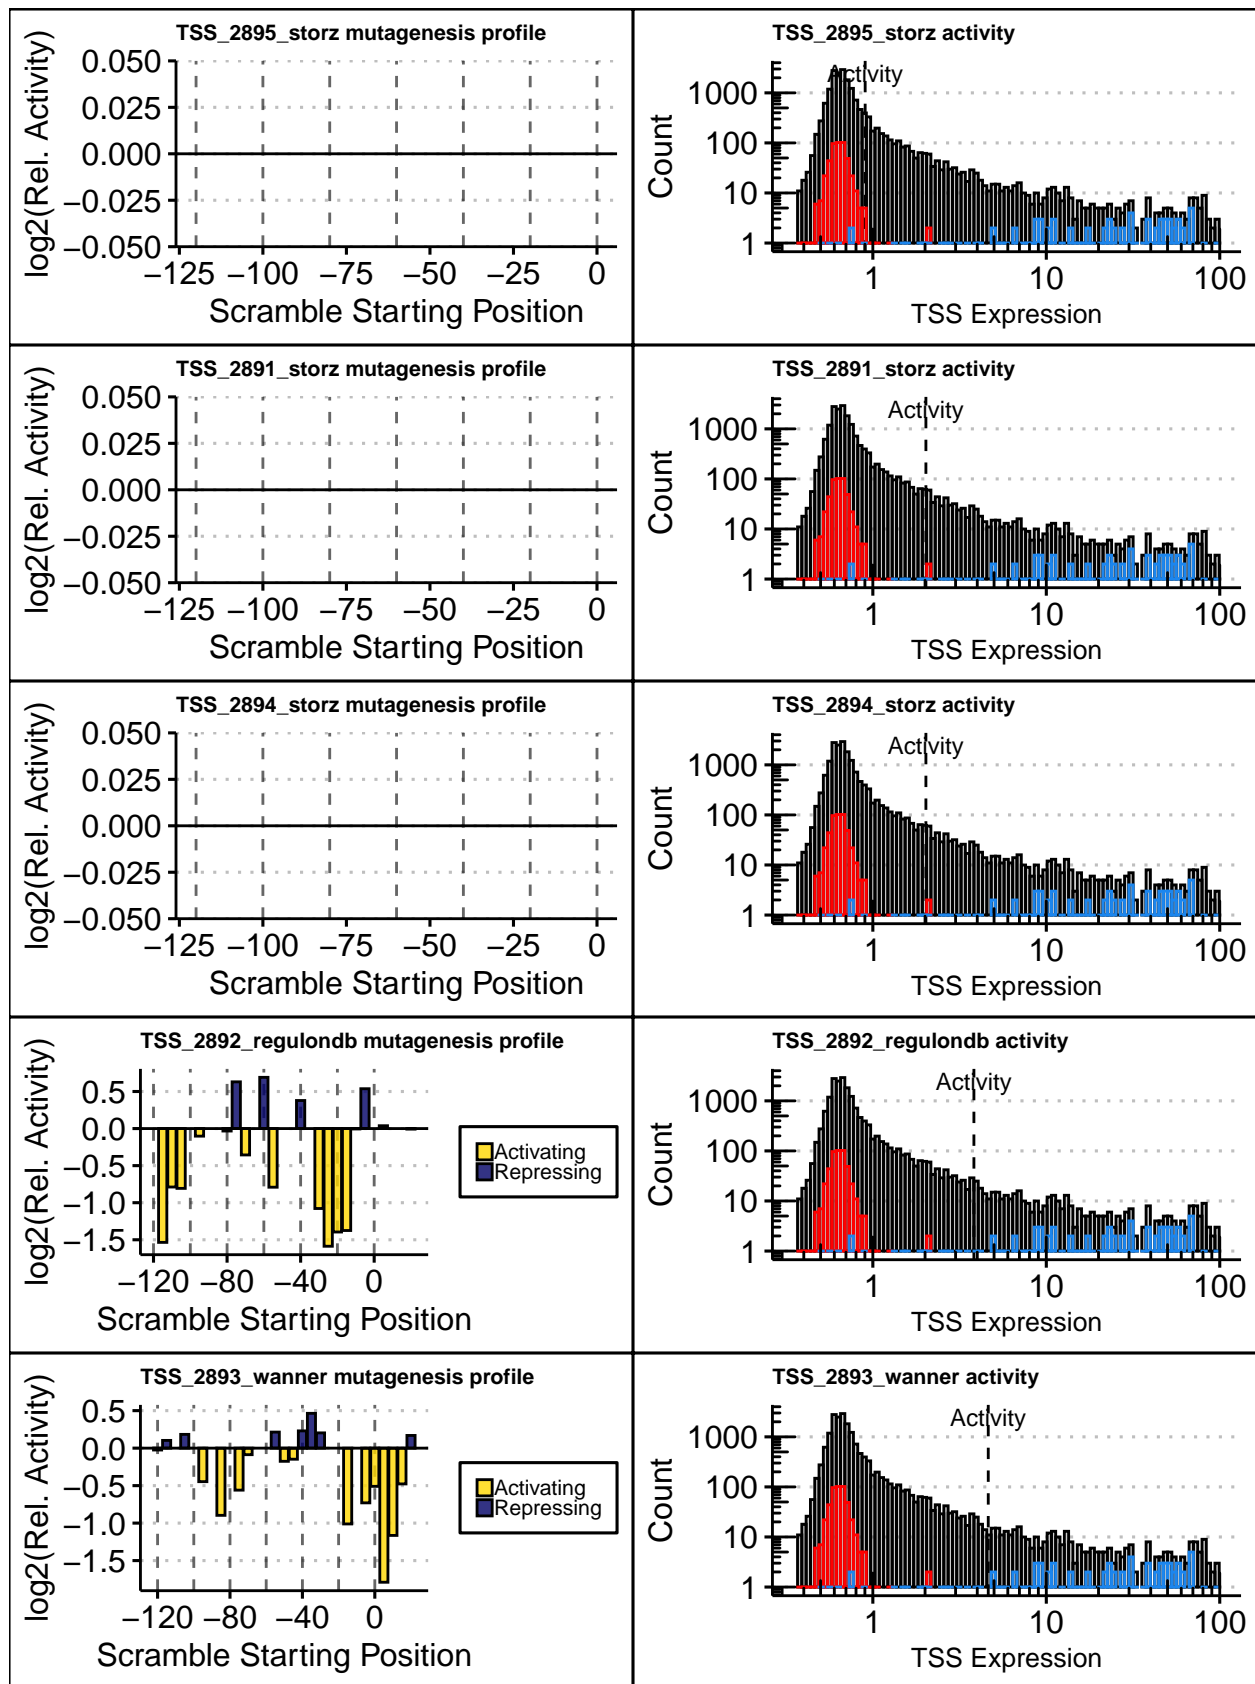 TSS_2895_storz mutagenesis profile
log2(Rel. Activity)
0.050
0.025
0.000
−0.025
−0.050
−125 −100 −75 −50 −25 0
Scramble Starting Position
TSS_2895_storz activity
Activity
Count
1000
100
10
1
1 10 100
TSS Expression
TSS_2891_storz mutagenesis profile
log2(Rel. Activity)
0.050
0.025
0.000
−0.025
−0.050
−125 −100 −75 −50 −25 0
Scramble Starting Position
TSS_2891_storz activity
Activity
Count
1000
100
10
1
1 10 100
TSS Expression
TSS_2894_storz mutagenesis profile
log2(Rel. Activity)
0.050
0.025
0.000
−0.025
−0.050
−125 −100 −75 −50 −25 0
Scramble Starting Position
TSS_2894_storz activity
Activity
Count
1000
100
10
1
1 10 100
TSS Expression
TSS_2892_regulondb mutagenesis profile
log2(Rel. Activity)
0.5
0.0
−0.5
−1.0
−1.5
−120 −80 −40 0
Scramble Starting Position
Activating
Repressing
TSS_2892_regulondb activity
Activity
Count
1000
100
10
1
1 10 100
TSS Expression
TSS_2893_wanner mutagenesis profile
log2(Rel. Activity)
0.5
0.0
−0.5
−1.0
−1.5
−120 −80 −40 0
Scramble Starting Position
Activating
Repressing
TSS_2893_wanner activity
Activity
Count
1000
100
10
1
1 10 100
TSS Expression